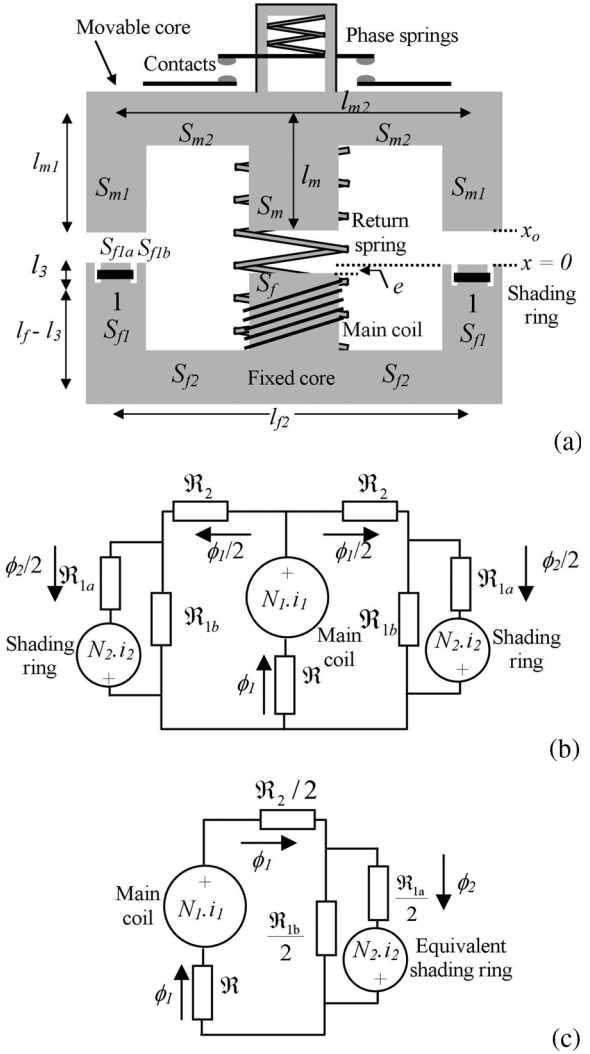 Movable core
Phase springs
Contacts
l_m2
l_m1
S_m2
l_m
S_m2
S_m1
S_m
S_m1
Return
spring
x_o
S_f1a S_f1b
x = 0
l_3
S_f
e
Shading
ring
1
1
Main coil
l_f - l_3
S_f1
S_f1
S_f2
Fixed core
S_f2
l_f2
(a)
ℜ_2
ℜ_2
ϕ_1/2
ϕ_1/2
ϕ_2/2
ℜ_1a
+
ℜ_1a
ϕ_2/2
N_1.i_1
ℜ_1b
Main
coil
ℜ_1b
Shading
ring
N_2.i_2
+
N_2.i_2
+
Shading
ring
ϕ_1
ℜ
(b)
ℜ_2 / 2
ϕ_1
+
Main
coil
N_1.i_1
ℜ_1a
2
ϕ_2
ℜ_1b
2
N_2.i_2
+
Equivalent
shading ring
ϕ_1
ℜ
(c)